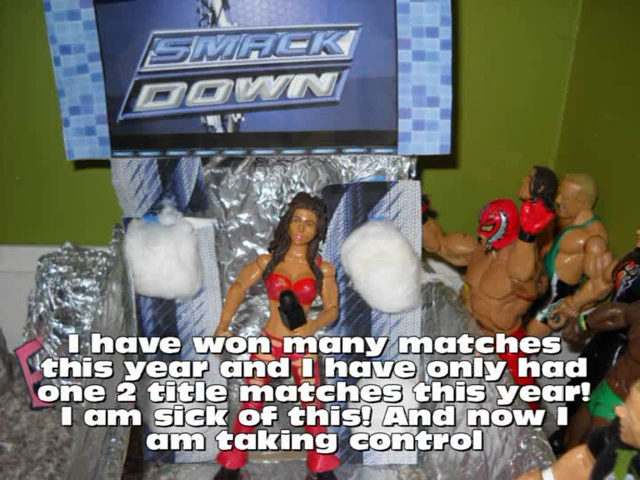 SMACK
DOWN
E
I have won many matches
this year and I have only had
one 2 title matches this year!
I am sick of this! And now I
am taking control